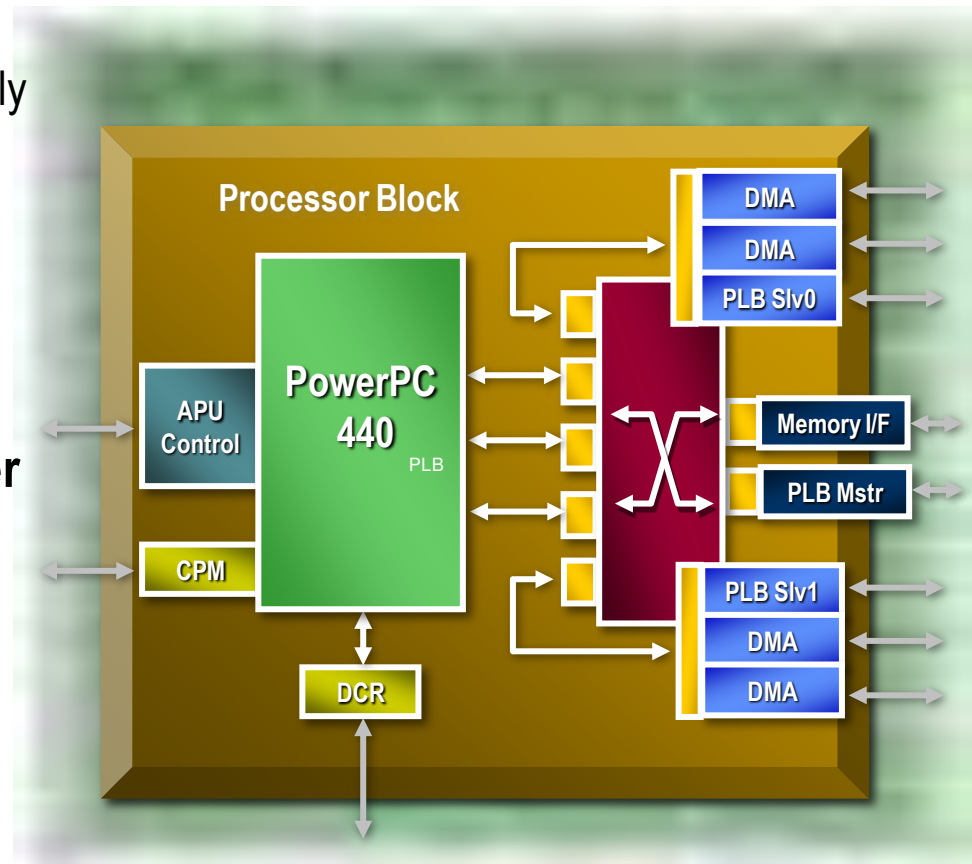 ly
Processor Block
DMA
DMA
PLB Slv0
PowerPC
440
PLB
APU
Control
Memory I/F
er
PLB Mstr
CPM
PLB Slv1
DMA
DCR
DMA